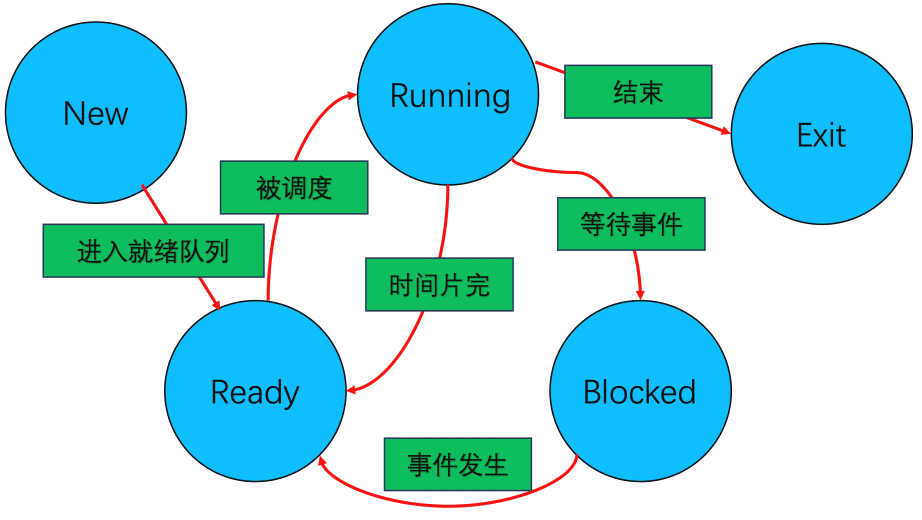 New
Running
结束
Exit
被调度
进入就绪队列
等待事件
时间片完
Ready
Blocked
事件发生